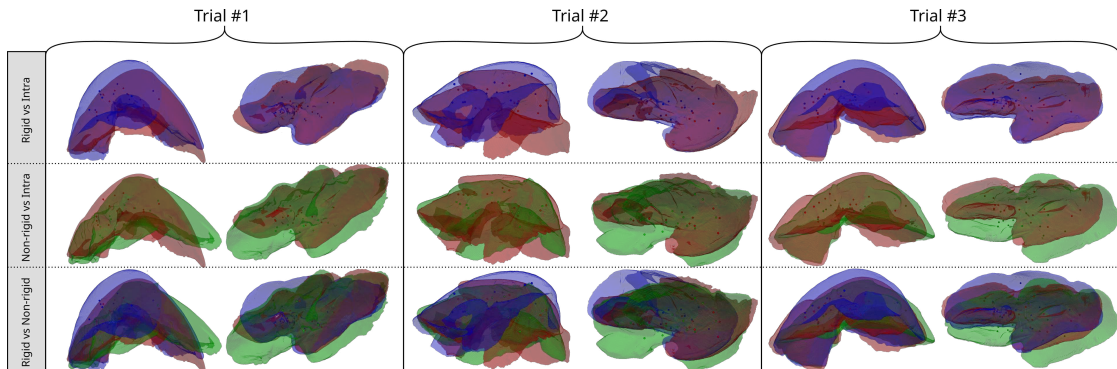 Trial #1
Trial #2
Trial #3
Rigid vs Intra
Non-rigid vs Intra
Rigid vs Non-rigid